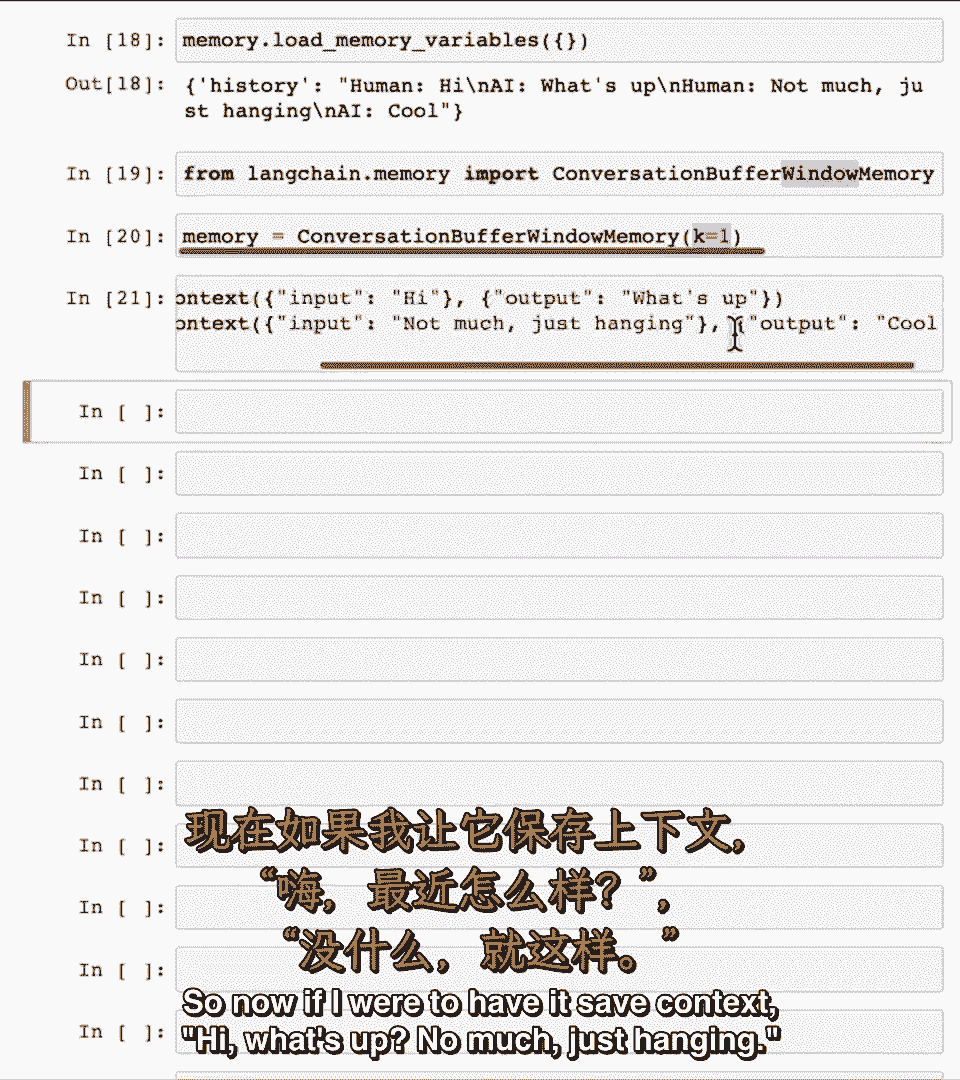 In [18]: memory.load_memory_variables({})
Out[18]: {'history': "Human: Hi\nAI: What's up\nHuman: Not much, ju
st hanging\nAI: Cool"}
In [19]: from langchain.memory import ConversationBufferWindowMemory
In [20]: memory = ConversationBufferWindowMemory(k=1)
In [21]: ontext({"input": "Hi"}, {"output": "What's up"})
ontext({"input": "Not much, just hanging"}, {"output": "Cool
In [ ]:
In [ ]:
In [ ]:
In [ ]:
In [ ]:
In [ ]:
In [ ]:
In [ ]:
In [ ]:
In [ ]:
In [ ]:
现在如果我让它保存上下文,
“嗨, 最近怎么样? ”,
“没什么, 就这样。”
So now if I were to have it save context,
"Hi, what's up? No much, just hanging."